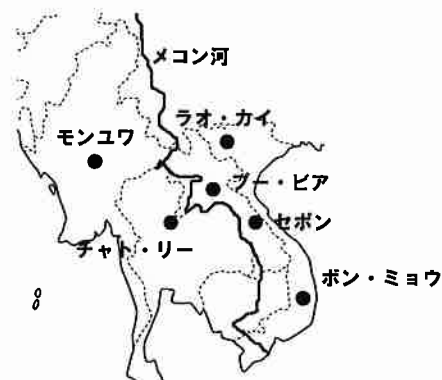 メコン河
ラオ・カイ
モンユワ
プー・ビア
セポン
チャト・リー
ボン・ミョウ